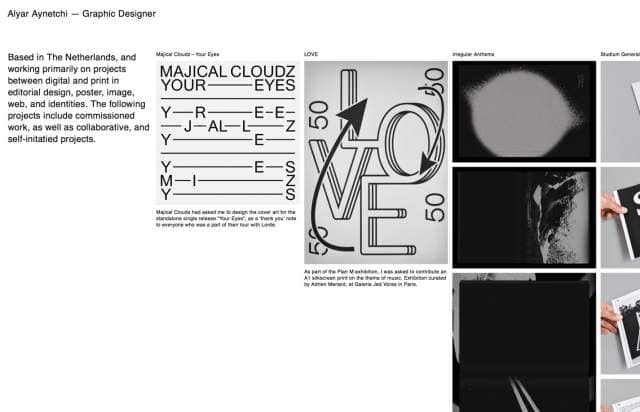 Alyar Aynetchi — Graphic Designer
Based in The Netherlands, and
working primarily on projects
between digital and print in
editorial design, poster, image,
web, and identities. The following
projects include commissioned
work, as well as collaborative, and
self-initatied projects.
Majical Cloudz – Your Eyes
MAJICAL CLOUDZ
YOUR——EYES
Y—R——E–E–
—J—AL–L—Z
Y————E—
Y————E—S
M—I————Z
Y————S
Majical Cloudz had asked me to design the cover art for the
standalone single release "Your Eyes", as a 'thank you' note
to everyone who was a part of their tour with Lorde.
LOVE
50
50
LOVE
50
50
As part of the Plan M exhibition, I was asked to contribute an
A1 silkscreen print on the theme of music. Exhibition curated
by Adrien Menard, at Galerie Jed Voras in Paris.
Irregular Anthems
Studium General